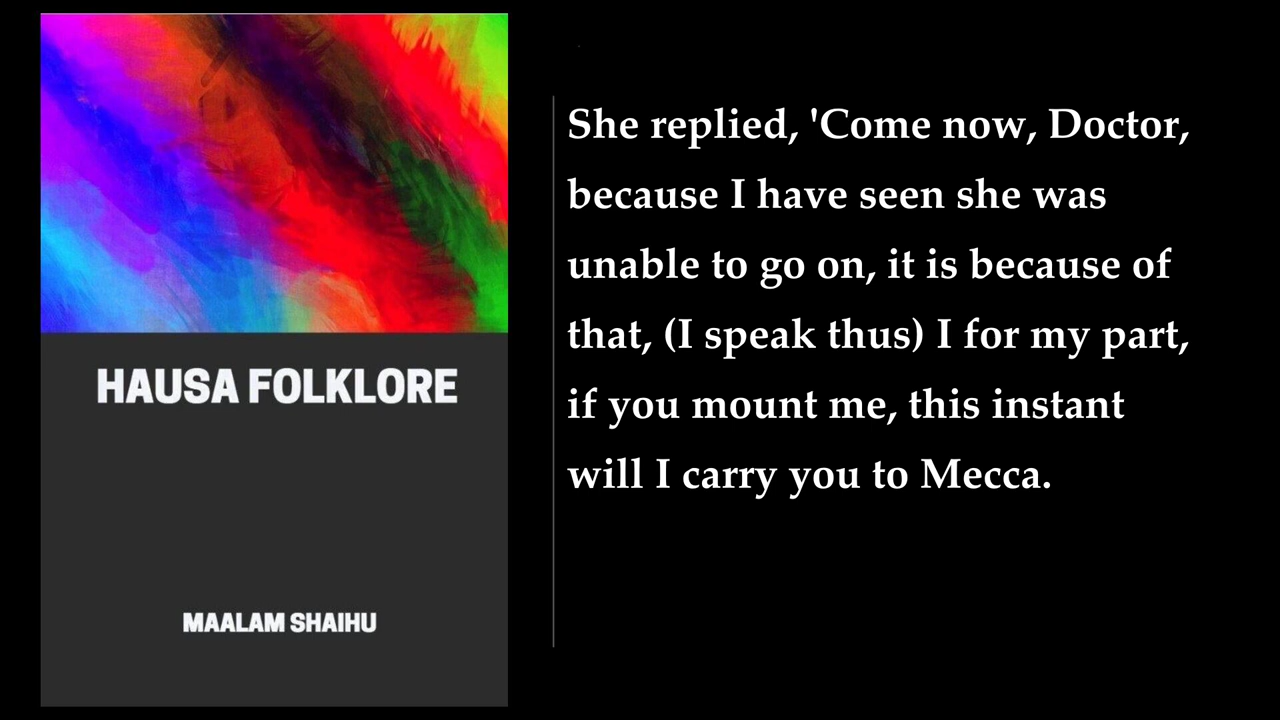 HAUSA FOLKLORE
MAALAM SHAIHU
She replied, 'Come now, Doctor,
because I have seen she was
unable to go on, it is because of
that, (I speak thus) I for my part,
if you mount me, this instant
will I carry you to Mecca.